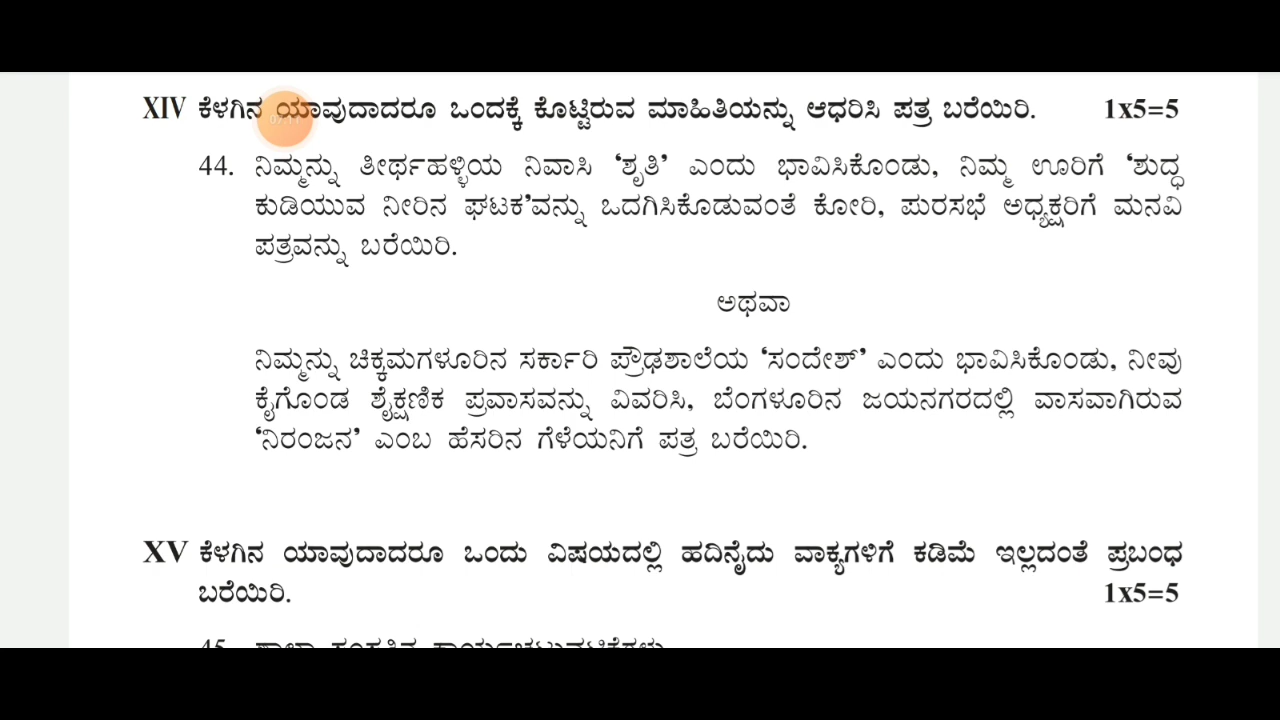 XIV ಕೆಳಗಿನ ಯಾವುದಾದರೂ ಒಂದಕ್ಕೆ ಕೊಟ್ಟಿರುವ ಮಾಹಿತಿಯನ್ನು ಆಧರಿಸಿ ಪತ್ರ ಬರೆಯಿರಿ. 1x5=5
44. ನಿಮ್ಮನ್ನು ತೀರ್ಥಹಳ್ಳಿಯ ನಿವಾಸಿ ‘ಶೃತಿ’ ಎಂದು ಭಾವಿಸಿಕೊಂಡು, ನಿಮ್ಮ ಊರಿಗೆ ‘ಶುದ್ಧ
ಕುಡಿಯುವ ನೀರಿನ ಘಟಕ’ವನ್ನು ಒದಗಿಸಿಕೊಡುವಂತೆ ಕೋರಿ, ಪುರಸಭೆ ಅಧ್ಯಕ್ಷರಿಗೆ ಮನವಿ
ಪತ್ರವನ್ನು ಬರೆಯಿರಿ.
ಅಥವಾ
ನಿಮ್ಮನ್ನು ಚಿಕ್ಕಮಗಳೂರಿನ ಸರ್ಕಾರಿ ಪ್ರೌಢಶಾಲೆಯ ‘ಸಂದೇಶ್’ ಎಂದು ಭಾವಿಸಿಕೊಂಡು, ನೀವು
ಕೈಗೊಂಡ ಶೈಕ್ಷಣಿಕ ಪ್ರವಾಸವನ್ನು ವಿವರಿಸಿ, ಬೆಂಗಳೂರಿನ ಜಯನಗರದಲ್ಲಿ ವಾಸವಾಗಿರುವ
‘ನಿರಂಜನ’ ಎಂಬ ಹೆಸರಿನ ಗೆಳೆಯನಿಗೆ ಪತ್ರ ಬರೆಯಿರಿ.
XV ಕೆಳಗಿನ ಯಾವುದಾದರೂ ಒಂದು ವಿಷಯದಲ್ಲಿ ಹದಿನೈದು ವಾಕ್ಯಗಳಿಗೆ ಕಡಿಮೆ ಇಲ್ಲದಂತೆ ಪ್ರಬಂಧ
ಬರೆಯಿರಿ. 1x5=5